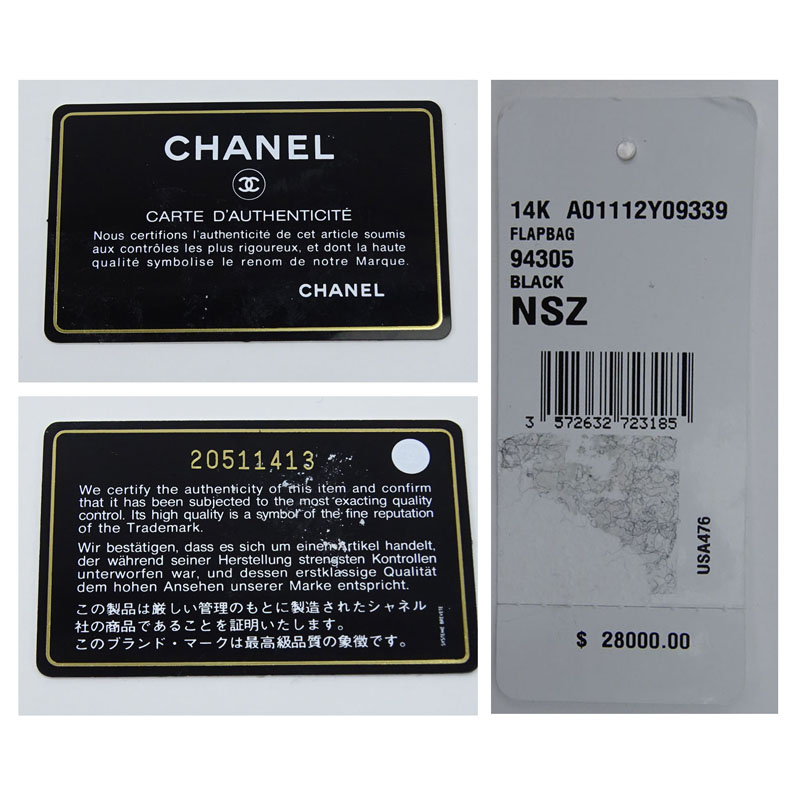 CHANEL
CARTE D'AUTHENTICITÉ
Nous certifions l'authenticité de cet article soumis
aux contrôles les plus rigoureux, et dont la haute
qualité symbolise le renom de notre Marque.
CHANEL
20511413
We certify the authenticity of this item and confirm
that it has been subjected to the most exacting quality
control. Its high quality is a symbol of the fine reputation
of the Trademark.
Wir bestätigen, dass es sich um einen Artikel handelt,
der während seiner Herstellung strengsten Kontrollen
unterworfen war, und dessen erstklassige Qualität
dem hohen Ansehen unserer Marke entspricht.
この製品は厳しい管理のもとに製造されたシャネル
社の商品であることを証明いたします。
このブランド・マークは最高級品質の象徴です。
SYSTEME BREVETE
14K A01112Y09339
FLAPBAG
94305
BLACK
NSZ
3 572632 723185
USA476
$ 28000.00